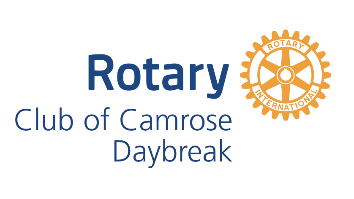 Rotary
Club of Camrose
Daybreak
ROTARY
INTERNATIONAL